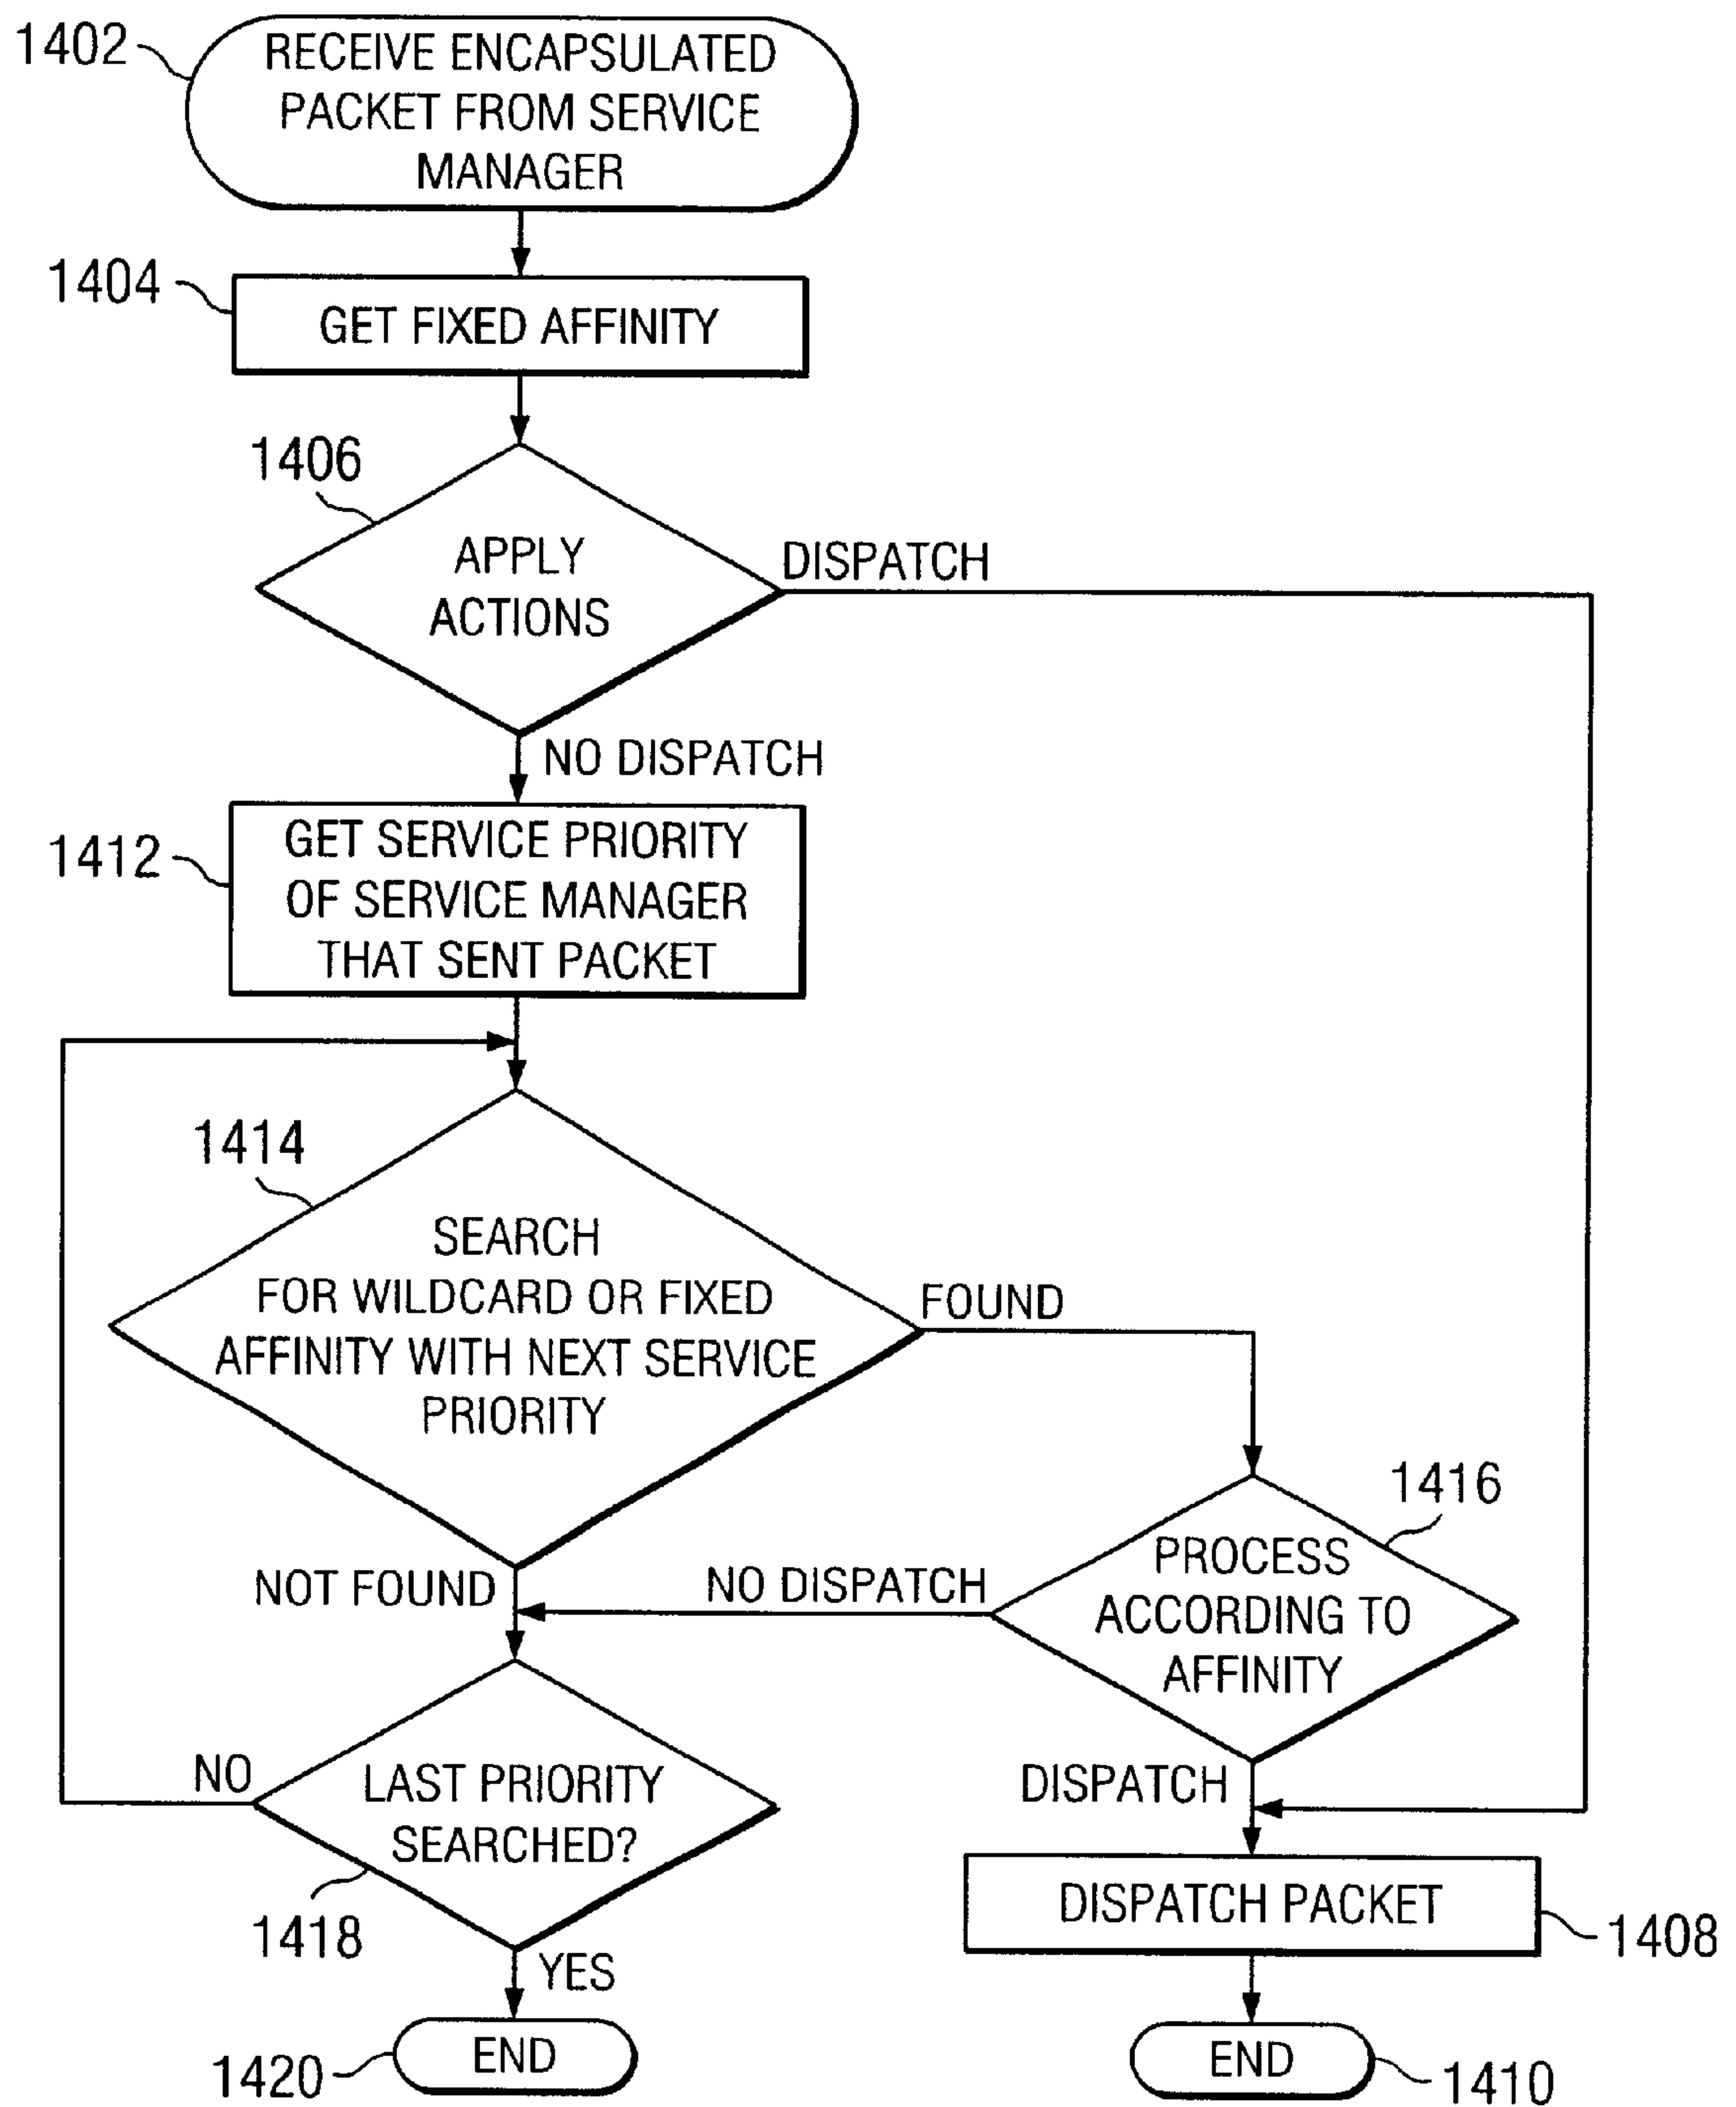 1402
RECEIVE ENCAPSULATED
PACKET FROM SERVICE
MANAGER
1404
GET FIXED AFFINITY
1406
APPLY
ACTIONS
DISPATCH
NO DISPATCH
1412
GET SERVICE PRIORITY
OF SERVICE MANAGER
THAT SENT PACKET
1414
SEARCH
FOR WILDCARD OR FIXED
AFFINITY WITH NEXT SERVICE
PRIORITY
FOUND
1416
PROCESS
ACCORDING TO
AFFINITY
NOT FOUND
NO DISPATCH
NO
LAST PRIORITY
SEARCHED?
DISPATCH
1418
YES
DISPATCH PACKET
1408
END
1420
END
1410